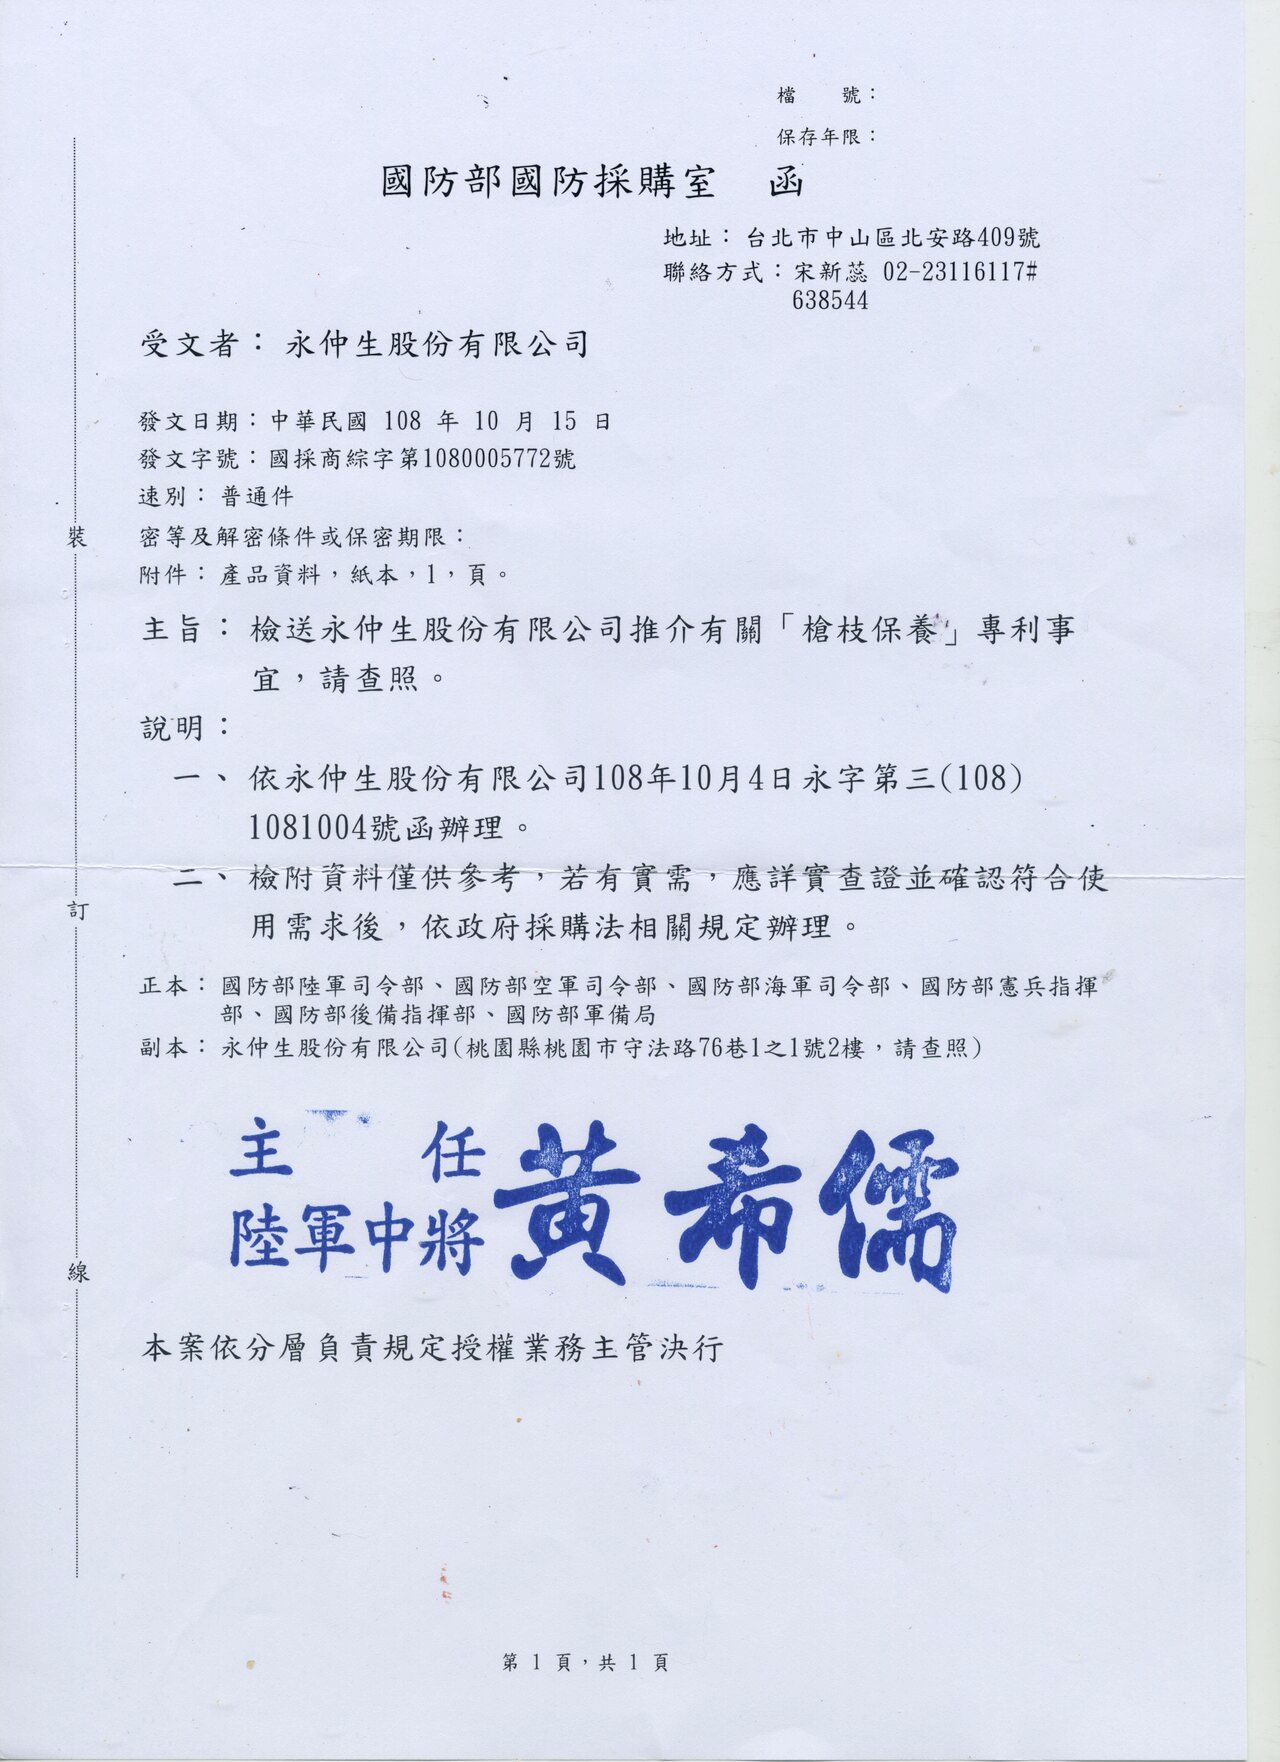 檔　　號：
保存年限：
國防部國防採購室　函
地址：台北市中山區北安路409號
聯絡方式：宋新蕊 02-23116117#
638544
受文者：永仲生股份有限公司
發文日期：中華民國 108 年 10 月 15 日
發文字號：國採商綜字第1080005772號
速別：普通件
密等及解密條件或保密期限：
附件：產品資料，紙本，1，頁。
主旨：檢送永仲生股份有限公司推介有關「槍枝保養」專利事
宜，請查照。
說明：
一、依永仲生股份有限公司108年10月4日永字第三(108)
1081004號函辦理。
二、檢附資料僅供參考，若有實需，應詳實查證並確認符合使
用需求後，依政府採購法相關規定辦理。
正本：國防部陸軍司令部、國防部空軍司令部、國防部海軍司令部、國防部憲兵指揮
部、國防部後備指揮部、國防部軍備局
副本：永仲生股份有限公司(桃園縣桃園市守法路76巷1之1號2樓，請查照)
主　　任
陸軍中將 黃希儒
本案依分層負責規定授權業務主管決行
裝
訂
線
第 1 頁，共 1 頁